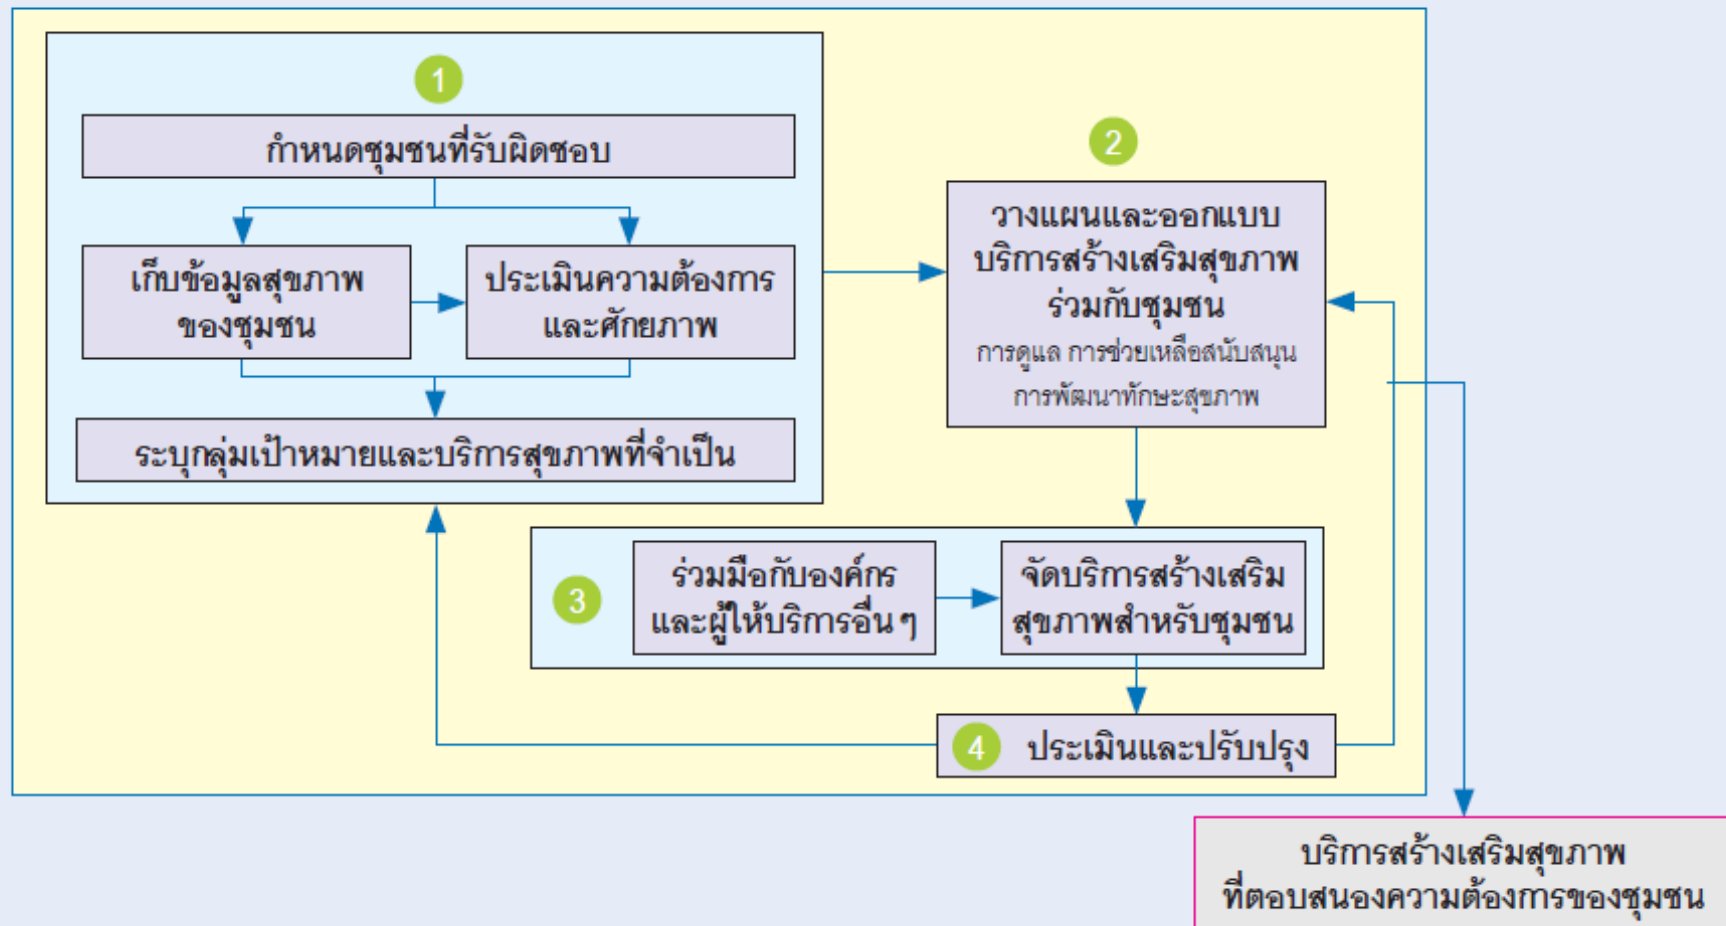 1
กำหนดชุมชนที่รับผิดชอบ
เก็บข้อมูลสุขภาพ
ของชุมชน
ประเมินความต้องการ
และศักยภาพ
ระบุกลุ่มเป้าหมายและบริการสุขภาพที่จำเป็น
2
วางแผนและออกแบบ
บริการสร้างเสริมสุขภาพ
ร่วมกับชุมชน
การดูแล การช่วยเหลือสนับสนุน
การพัฒนาทักษะสุขภาพ
3
ร่วมมือกับองค์กร
และผู้ให้บริการอื่นๆ
จัดบริการสร้างเสริม
สุขภาพสำหรับชุมชน
4 ประเมินและปรับปรุง
บริการสร้างเสริมสุขภาพ
ที่ตอบสนองความต้องการของชุมชน